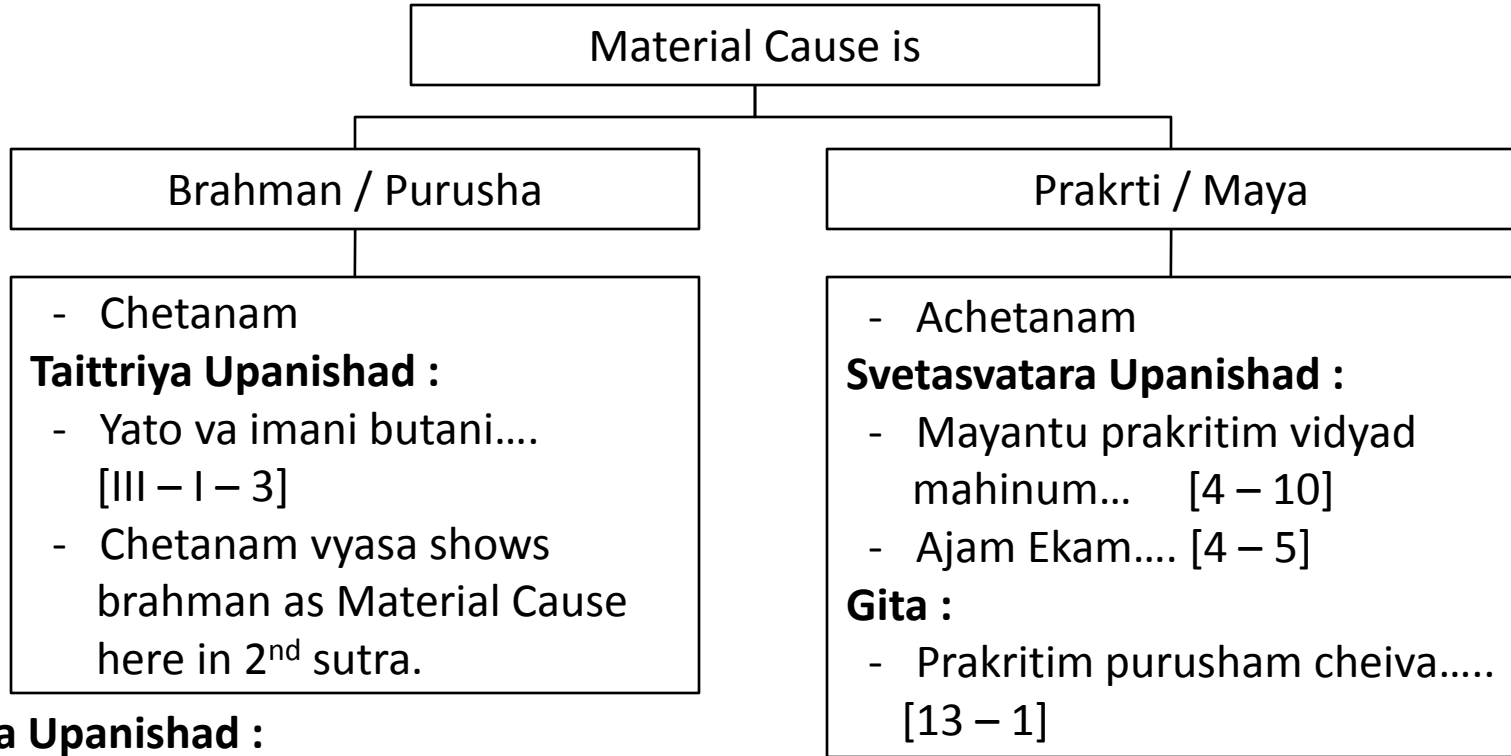 Material Cause is
Brahman / Purusha
Prakrti / Maya
- Chetanam
Taittriya Upanishad :
- Yato va imani butani....
[III – I – 3]
- Chetanam vyasa shows
brahman as Material Cause
here in 2nd sutra.
- Achetanam
Svetasvatara Upanishad :
- Mayantu prakritim vidyad
mahinum... [4 – 10]
- Ajam Ekam.... [4 – 5]
Gita :
- Prakritim purusham cheiva.....
[13 – 1]
a Upanishad :